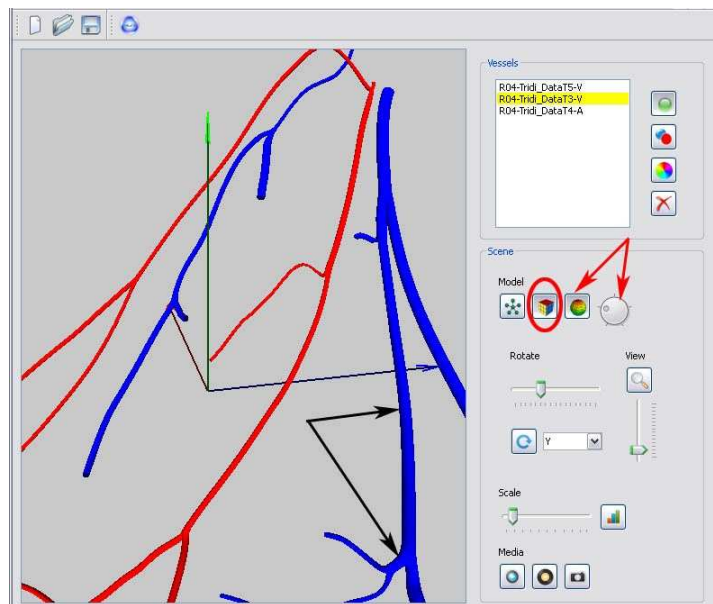 Vessels
R04-Tridi_DataT5-V
R04-Tridi_DataT3-V
R04-Tridi_DataT4-A
Scene
Model
Rotate View
Y
Scale
Media